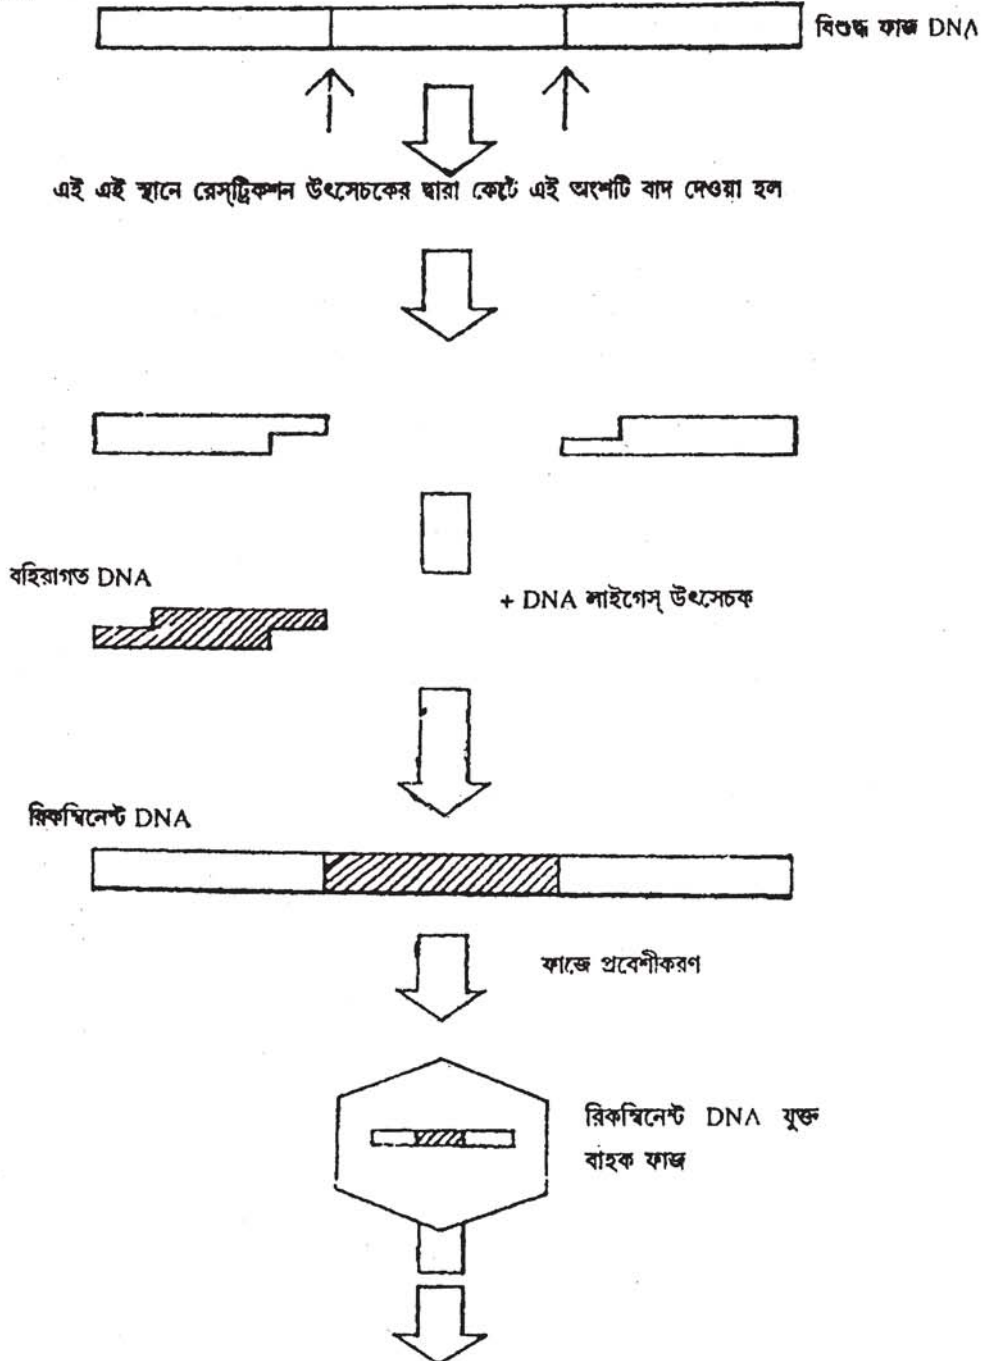 বিশুদ্ধ ফাজ DNA
এই এই স্থানে রেস্ট্রিকশন উৎসেচকের দ্বারা কেটে এই অংশটি বাদ দেওয়া হল
বহিরাগত DNA
+ DNA লাইগেস্ উৎসেচক
রিকম্বিনেন্ট DNA
ফাজে প্রবেশীকরণ
রিকম্বিনেন্ট DNA যুক্ত
বাহক ফাজ